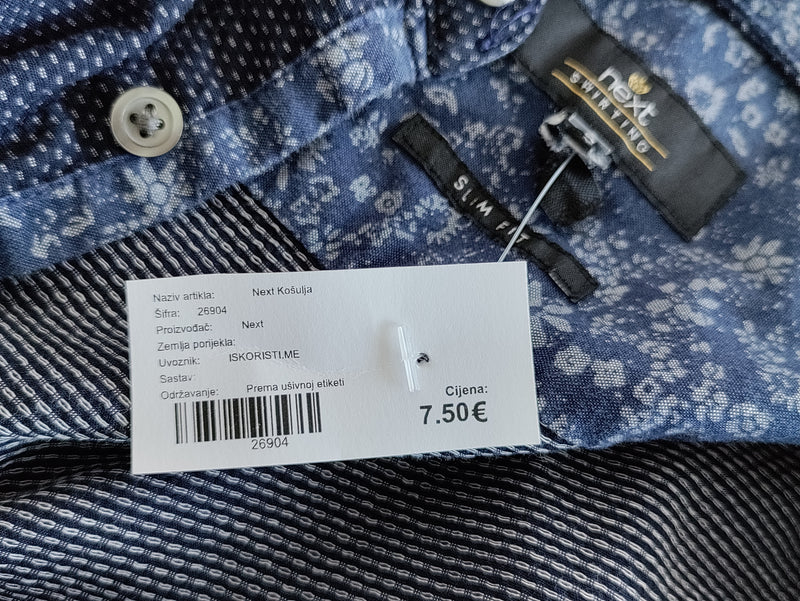 next
SHIRTING
SLIM FIT
Naziv artikla: Next Košulja
Šifra: 26904
Proizvođač: Next
Zemlja porijekla:
Uvoznik: ISKORISTI.ME
Sastav:
Održavanje: Prema ušivnoj etiketi
26904
Cijena:
7.50€